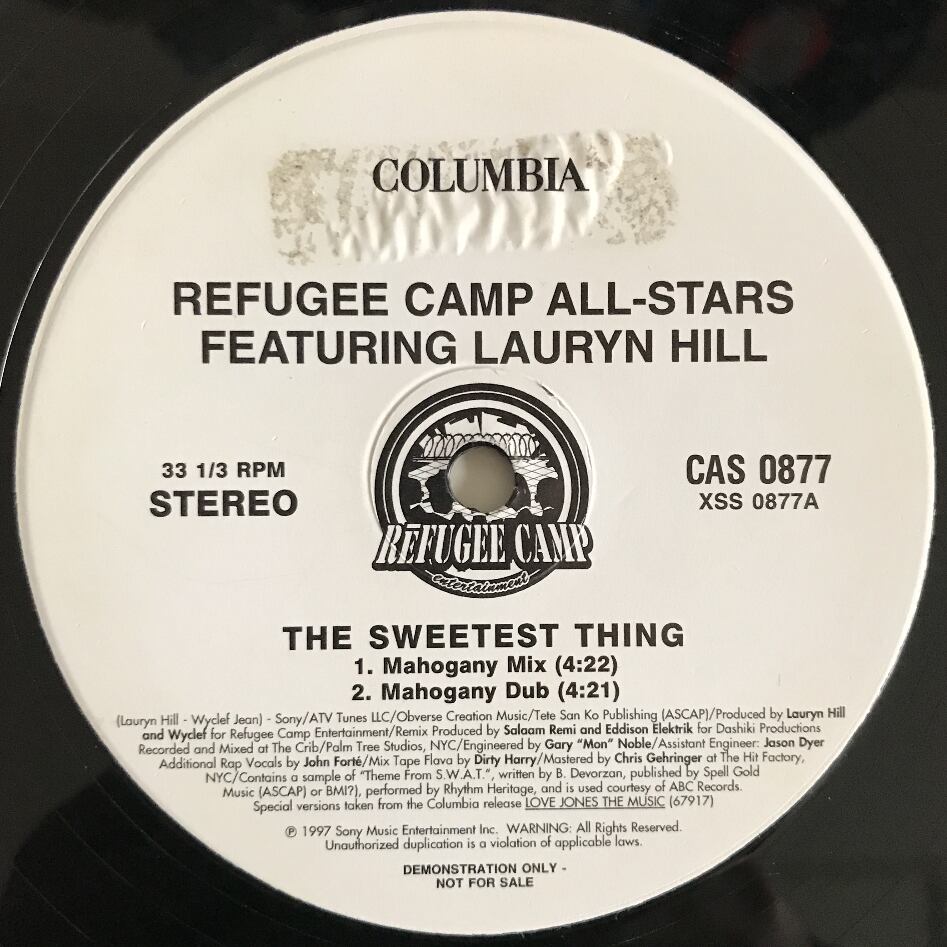 COLUMBIA
REFUGEE CAMP ALL-STARS
FEATURING LAURYN HILL
33 1/3 RPM
STEREO
CAS 0877
XSS 0877A
REFUGEE CAMP
entertainment
THE SWEETEST THING
1. Mahogany Mix (4:22)
2. Mahogany Dub (4:21)
(Lauryn Hill - Wyclef Jean) - Sony/ATV Tunes LLC/Obverse Creation Music/Tete San Ko Publishing (ASCAP)/Produced by Lauryn Hill
and Wyclef for Refugee Camp Entertainment/Remix Produced by Salaam Remi and Eddison Elektrik for Dashiki Productions
Recorded and Mixed at The Crib/Palm Tree Studios, NYC/Engineered by Gary "Mon" Noble/Assistant Engineer: Jason Dyer
Additional Rap Vocals by John Forté/Mix Tape Flava by Dirty Harry/Mastered by Chris Gehringer at The Hit Factory,
NYC/Contains a sample of "Theme From S.W.A.T.", written by B. Devorzan, published by Spell Gold
Music (ASCAP) or BMI?), performed by Rhythm Heritage, and is used courtesy of ABC Records.
Special versions taken from the Columbia release LOVE JONES THE MUSIC (67917)
℗ 1997 Sony Music Entertainment Inc. WARNING: All Rights Reserved.
Unauthorized duplication is a violation of applicable laws.
DEMONSTRATION ONLY -
NOT FOR SALE